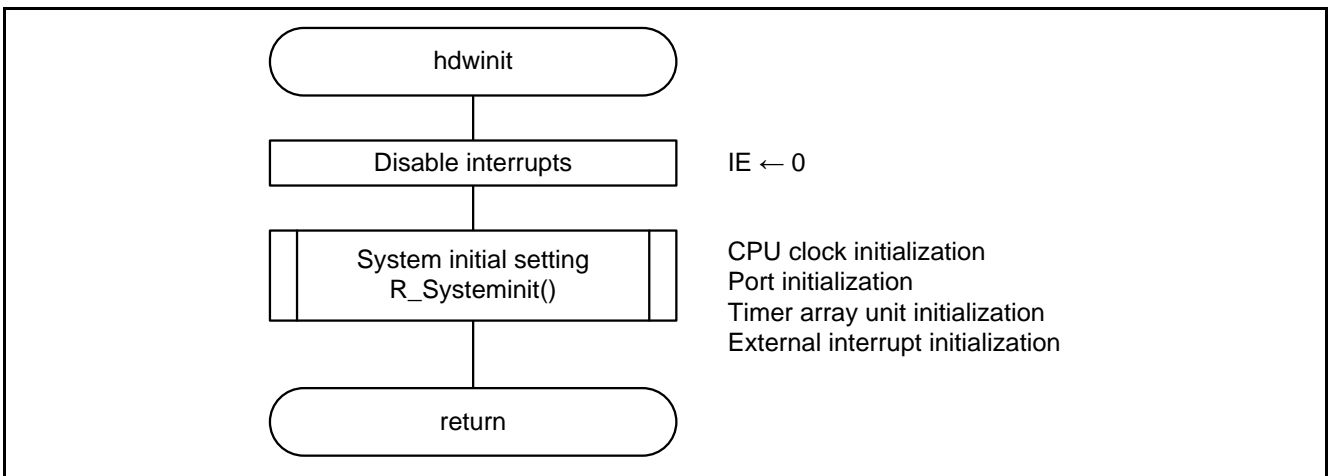 hdwinit
Disable interrupts
IE ← 0
System initial setting
R_Systeminit()
CPU clock initialization
Port initialization
Timer array unit initialization
External interrupt initialization
return